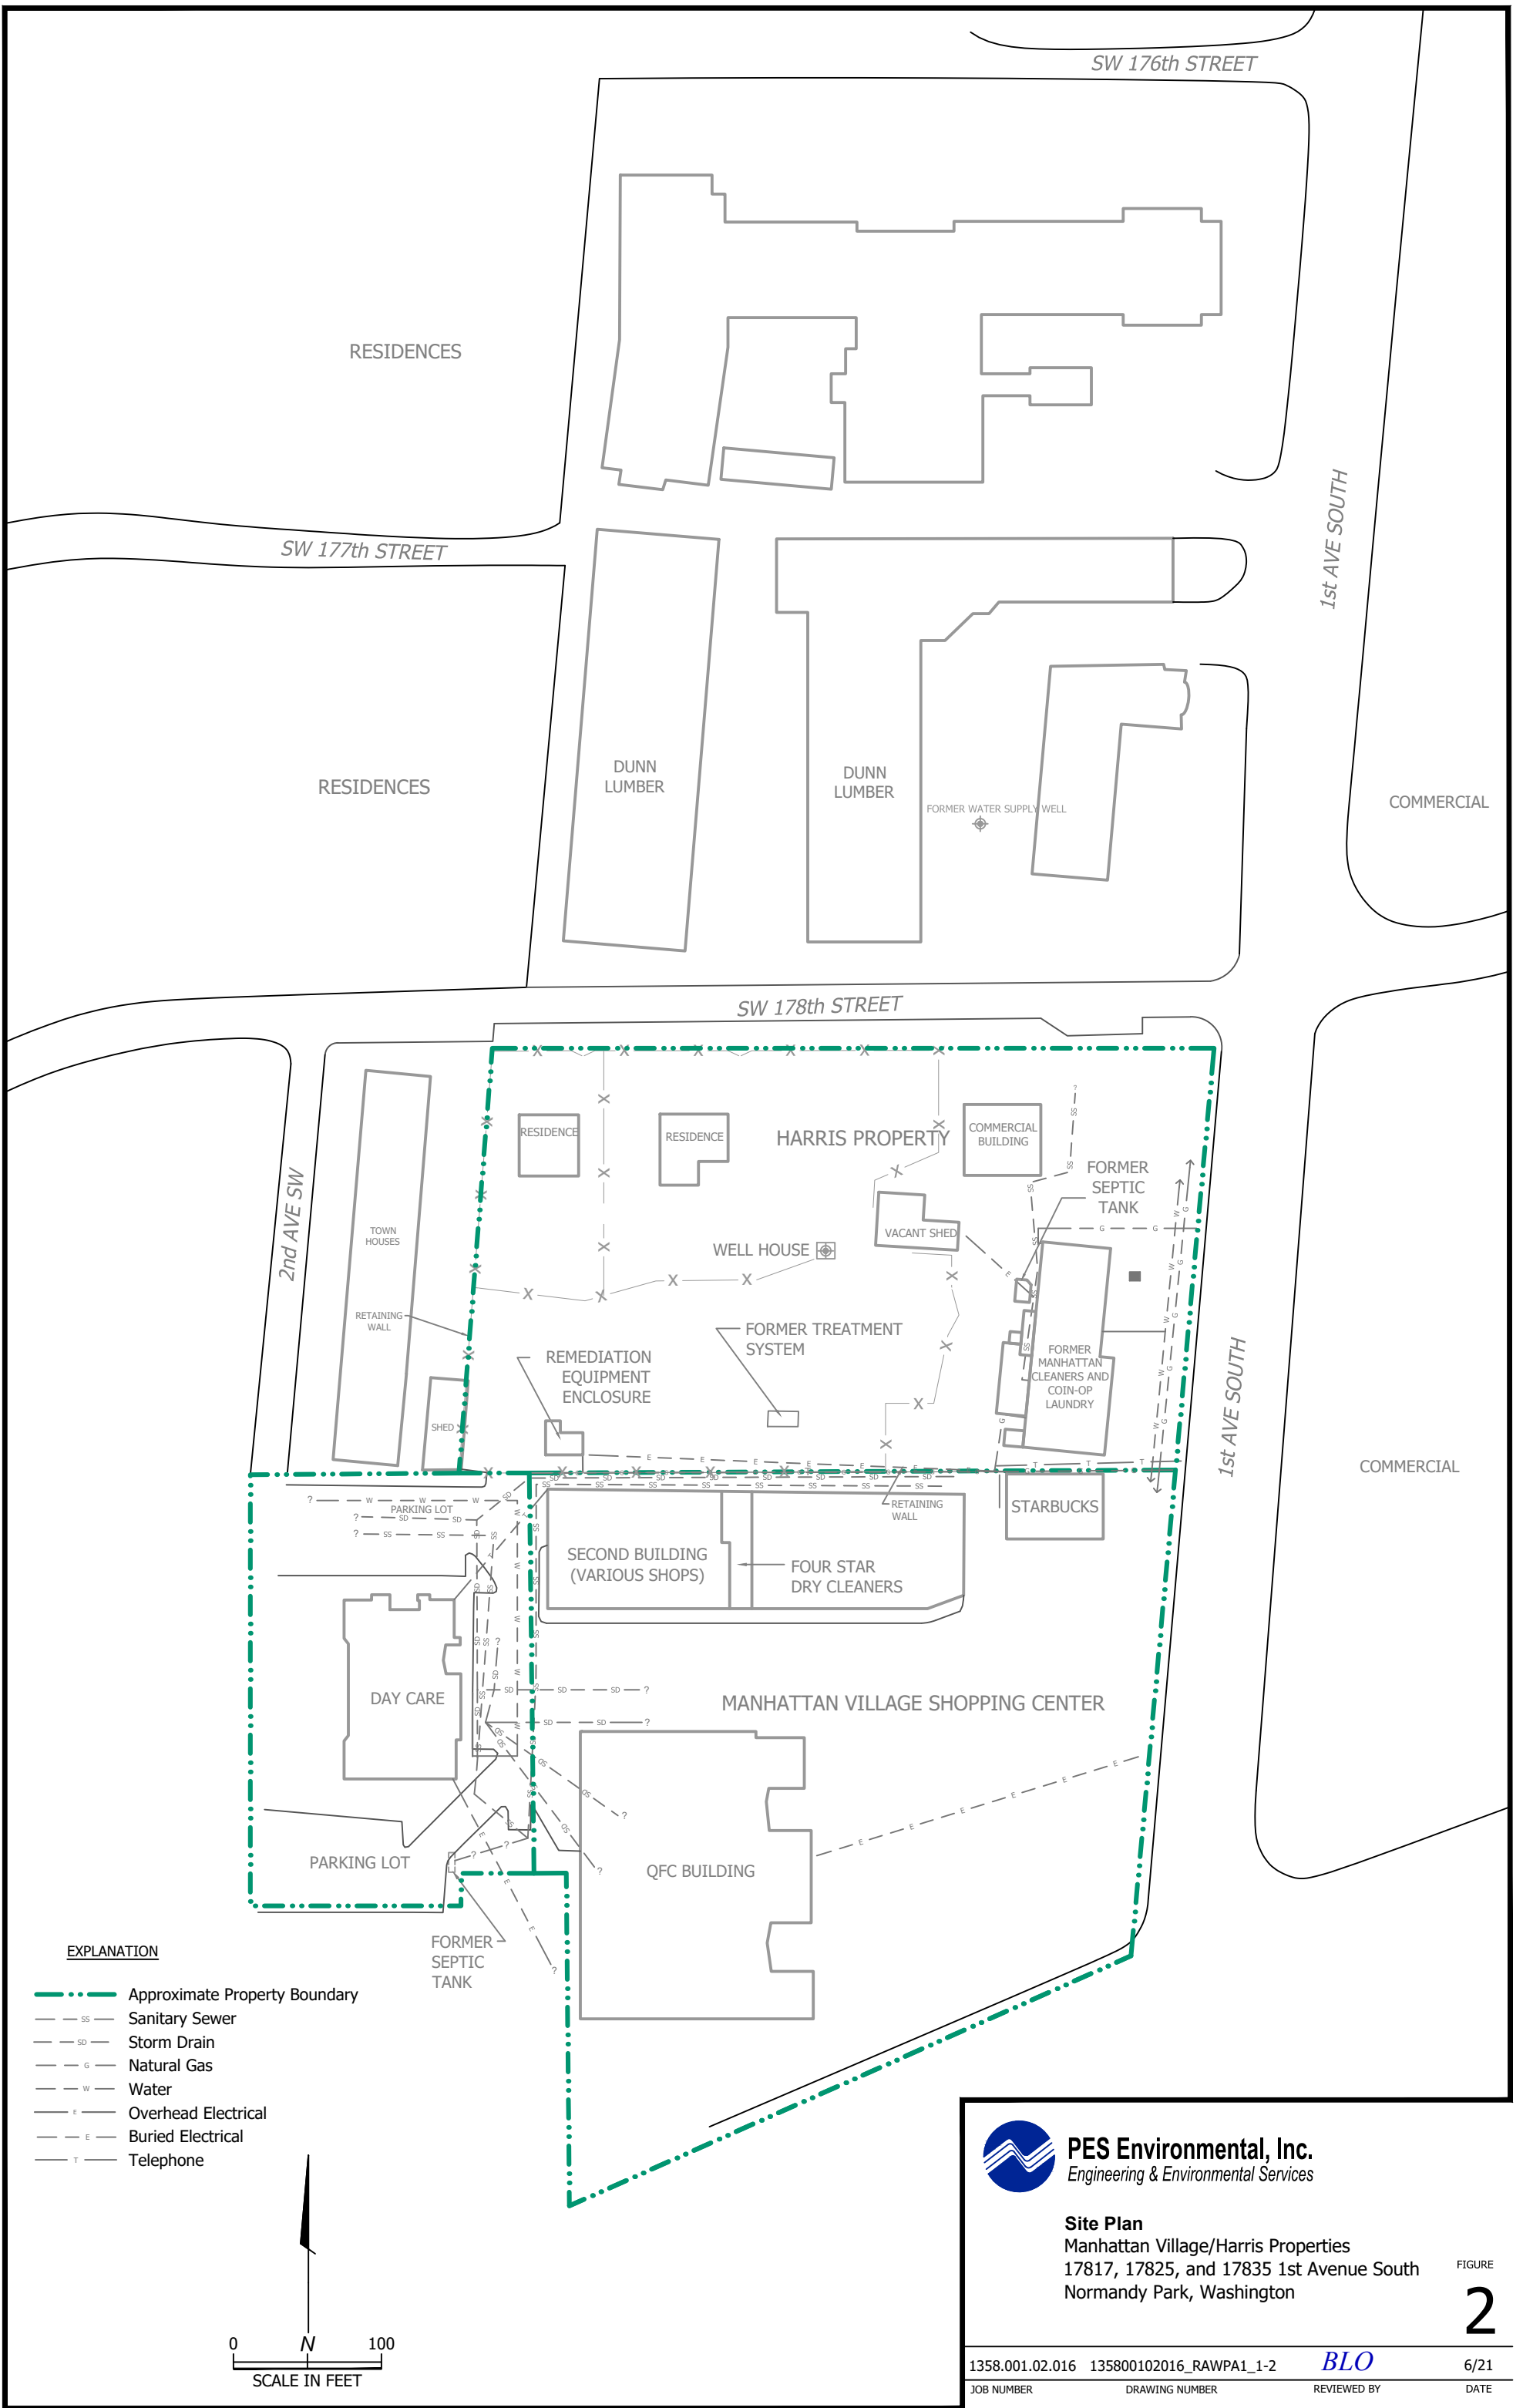 SW 176th STREET
RESIDENCES
SW 177th STREET
1st AVE SOUTH
RESIDENCES
DUNN
LUMBER
DUNN
LUMBER
FORMER WATER SUPPLY WELL
COMMERCIAL
SW 178th STREET
2nd AVE SW
TOWN
HOUSES
RETAINING
WALL
SHED
RESIDENCE
RESIDENCE
HARRIS PROPERTY
COMMERCIAL
BUILDING
FORMER
SEPTIC
TANK
VACANT SHED
WELL HOUSE
FORMER TREATMENT
SYSTEM
REMEDIATION
EQUIPMENT
ENCLOSURE
FORMER
MANHATTAN
CLEANERS AND
COIN-OP
LAUNDRY
1st AVE SOUTH
COMMERCIAL
PARKING LOT
RETAINING
WALL
STARBUCKS
SECOND BUILDING
(VARIOUS SHOPS)
FOUR STAR
DRY CLEANERS
DAY CARE
MANHATTAN VILLAGE SHOPPING CENTER
PARKING LOT
QFC BUILDING
FORMER
SEPTIC
TANK
EXPLANATION
Approximate Property Boundary
SS Sanitary Sewer
SD Storm Drain
G Natural Gas
W Water
E Overhead Electrical
E Buried Electrical
T Telephone
0 N 100
SCALE IN FEET
PES Environmental, Inc.
Engineering & Environmental Services
Site Plan
Manhattan Village/Harris Properties
17817, 17825, and 17835 1st Avenue South
Normandy Park, Washington
FIGURE
2
1358.001.02.016 135800102016_RAWPA1_1-2 BLO 6/21
JOB NUMBER DRAWING NUMBER REVIEWED BY DATE